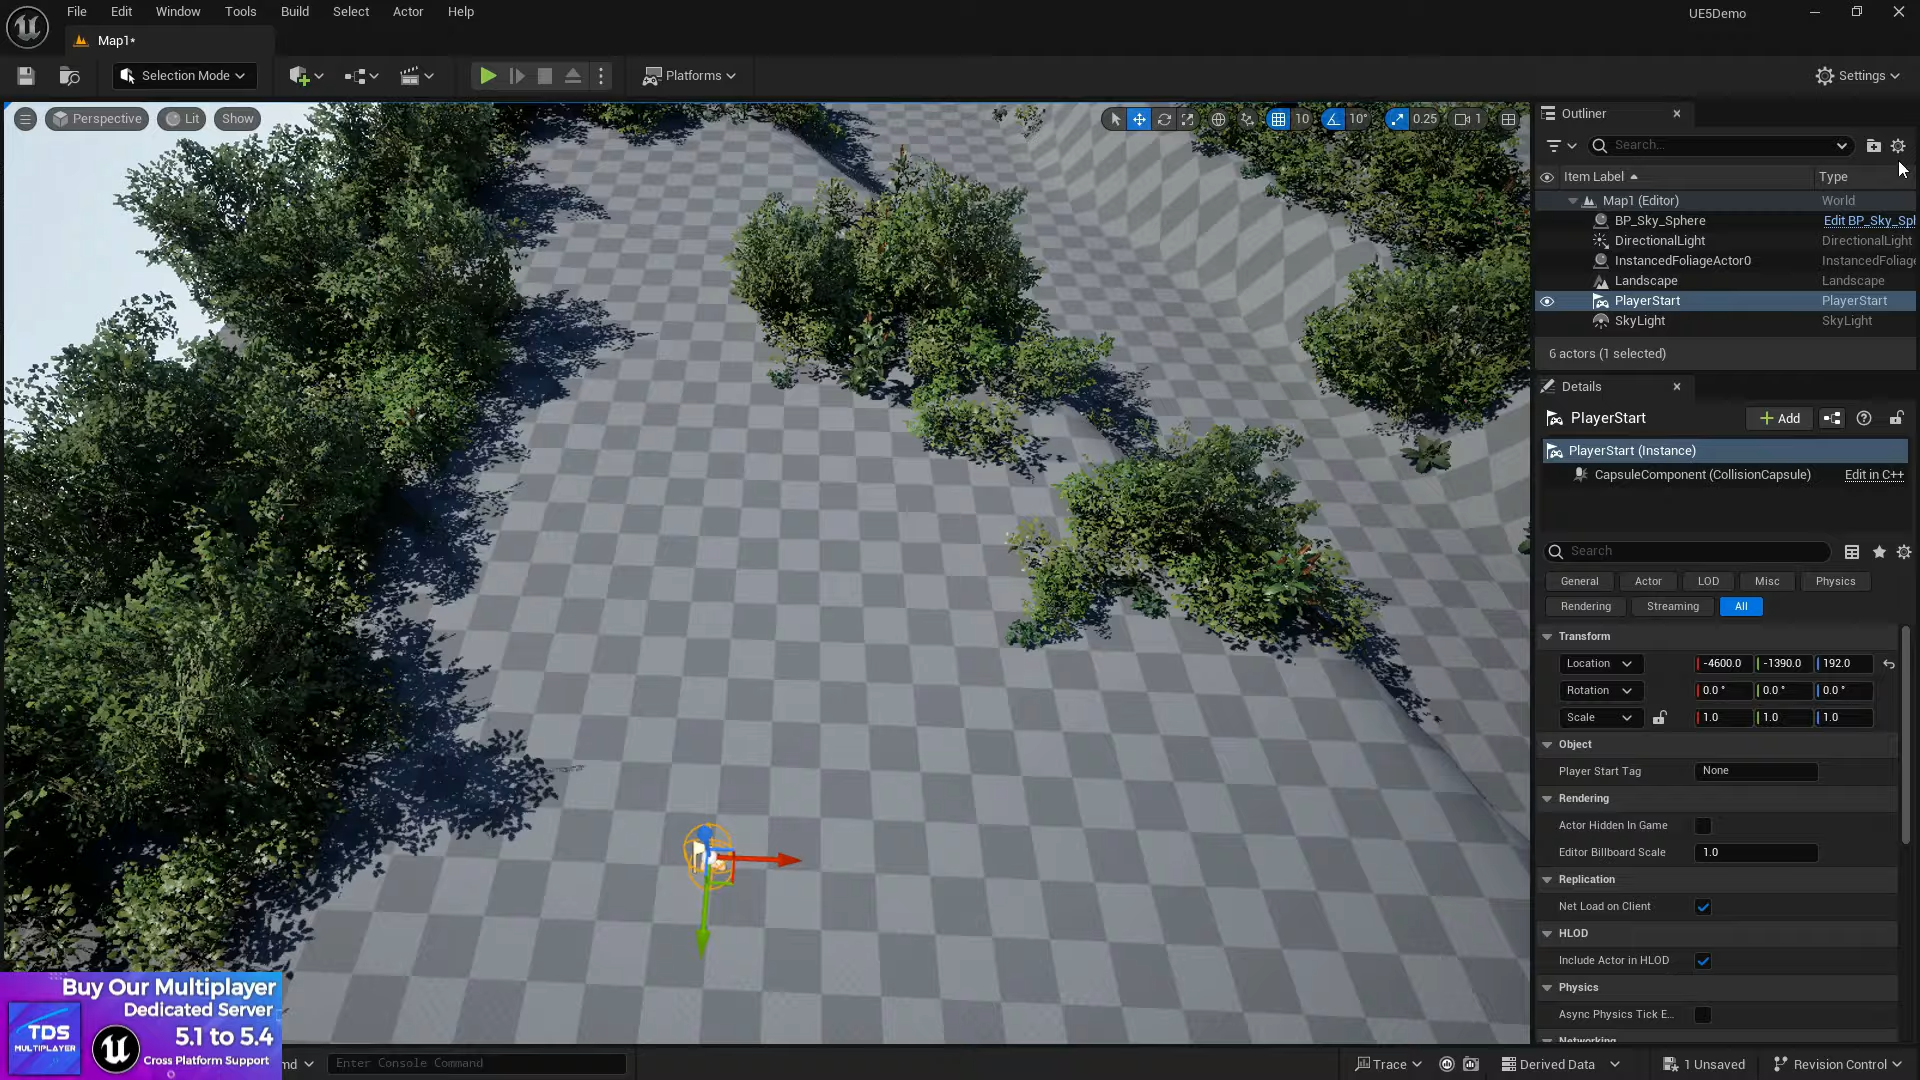 File Edit Window Tools Build Select Actor Help
UE5Demo
Map1*
Selection Mode
Platforms
Settings
Perspective Lit Show
10 10° 0.25 1
Outliner
Search...
Item Label Type
Map1 (Editor) World
BP_Sky_Sphere Edit BP_Sky_Spl
DirectionalLight DirectionalLight
InstancedFoliageActor0 InstancedFoliage
Landscape Landscape
PlayerStart PlayerStart
SkyLight SkyLight
6 actors (1 selected)
Details
PlayerStart Add
PlayerStart (Instance)
CapsuleComponent (CollisionCapsule) Edit in C++
Search
General Actor LOD Misc Physics
Rendering Streaming All
Transform
Location -4600.0 -1390.0 192.0
Rotation 0.0 ° 0.0 ° 0.0 °
Scale 1.0 1.0 1.0
Object
Player Start Tag None
Rendering
Actor Hidden In Game
Editor Billboard Scale 1.0
Replication
Net Load on Client
HLOD
Include Actor in HLOD
Physics
Async Physics Tick E...
Networking
Buy Our Multiplayer
Dedicated Server
5.1 to 5.4
Cross Platform Support
TDS
MULTIPLAYER
md Enter Console Command
Trace Derived Data 1 Unsaved Revision Control